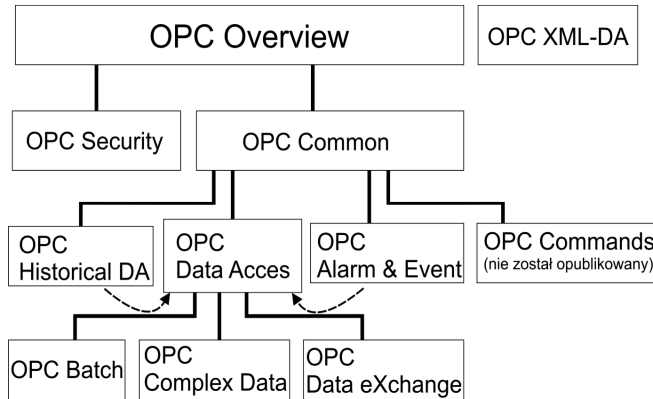 OPC Overview
OPC XML-DA
OPC Security
OPC Common
OPC
Historical DA
OPC
Data Acces
OPC
Alarm & Event
OPC Commands
(nie został opublikowany)
OPC Batch
OPC
Complex Data
OPC
Data eXchange